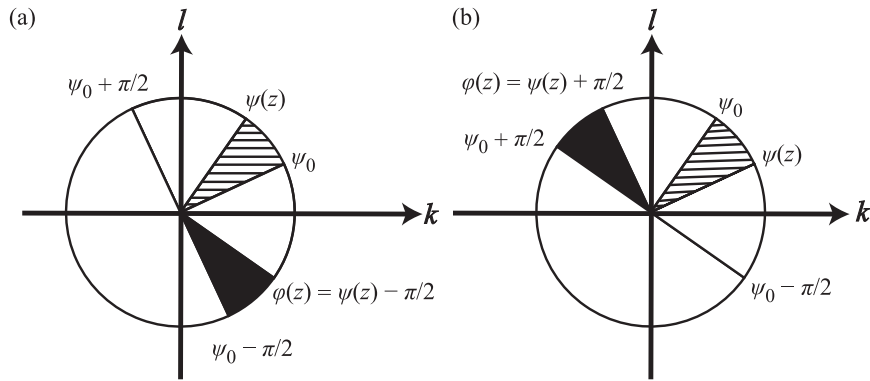 (a)
l
ψ₀ + π/2
ψ(z)
ψ₀
k
φ(z) = ψ(z) − π/2
ψ₀ − π/2
(b)
l
φ(z) = ψ(z) + π/2
ψ₀
ψ₀ + π/2
ψ(z)
k
ψ₀ − π/2